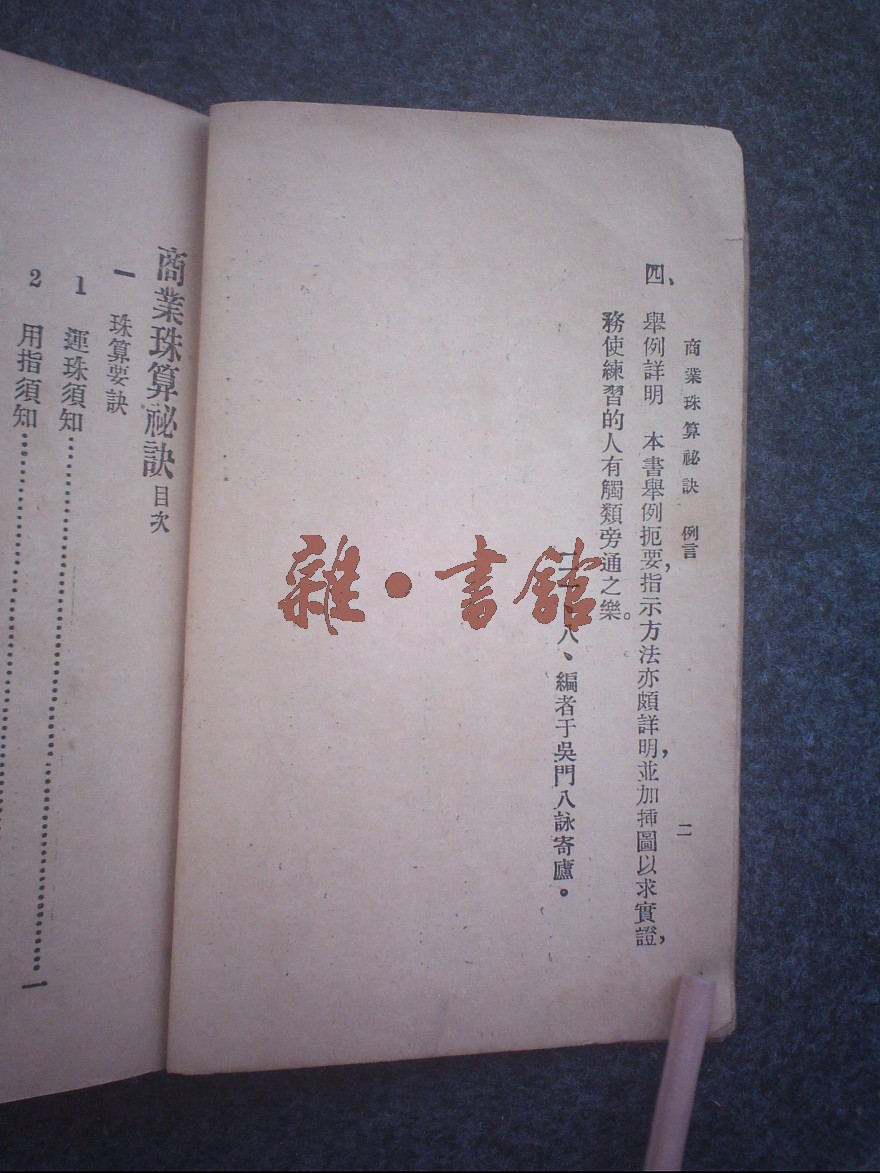 商業珠算祕訣 例言 二
四、 舉例詳明 本書舉例扼要，指示方法亦頗詳明，並加揷圖以求實證，
務使練習的人有觸類旁通之樂。
八、編者于吳門八詠寄廬。
商業珠算祕訣 目次
一 珠算要訣
1 運珠須知
2 用指須知 一
雜·書館